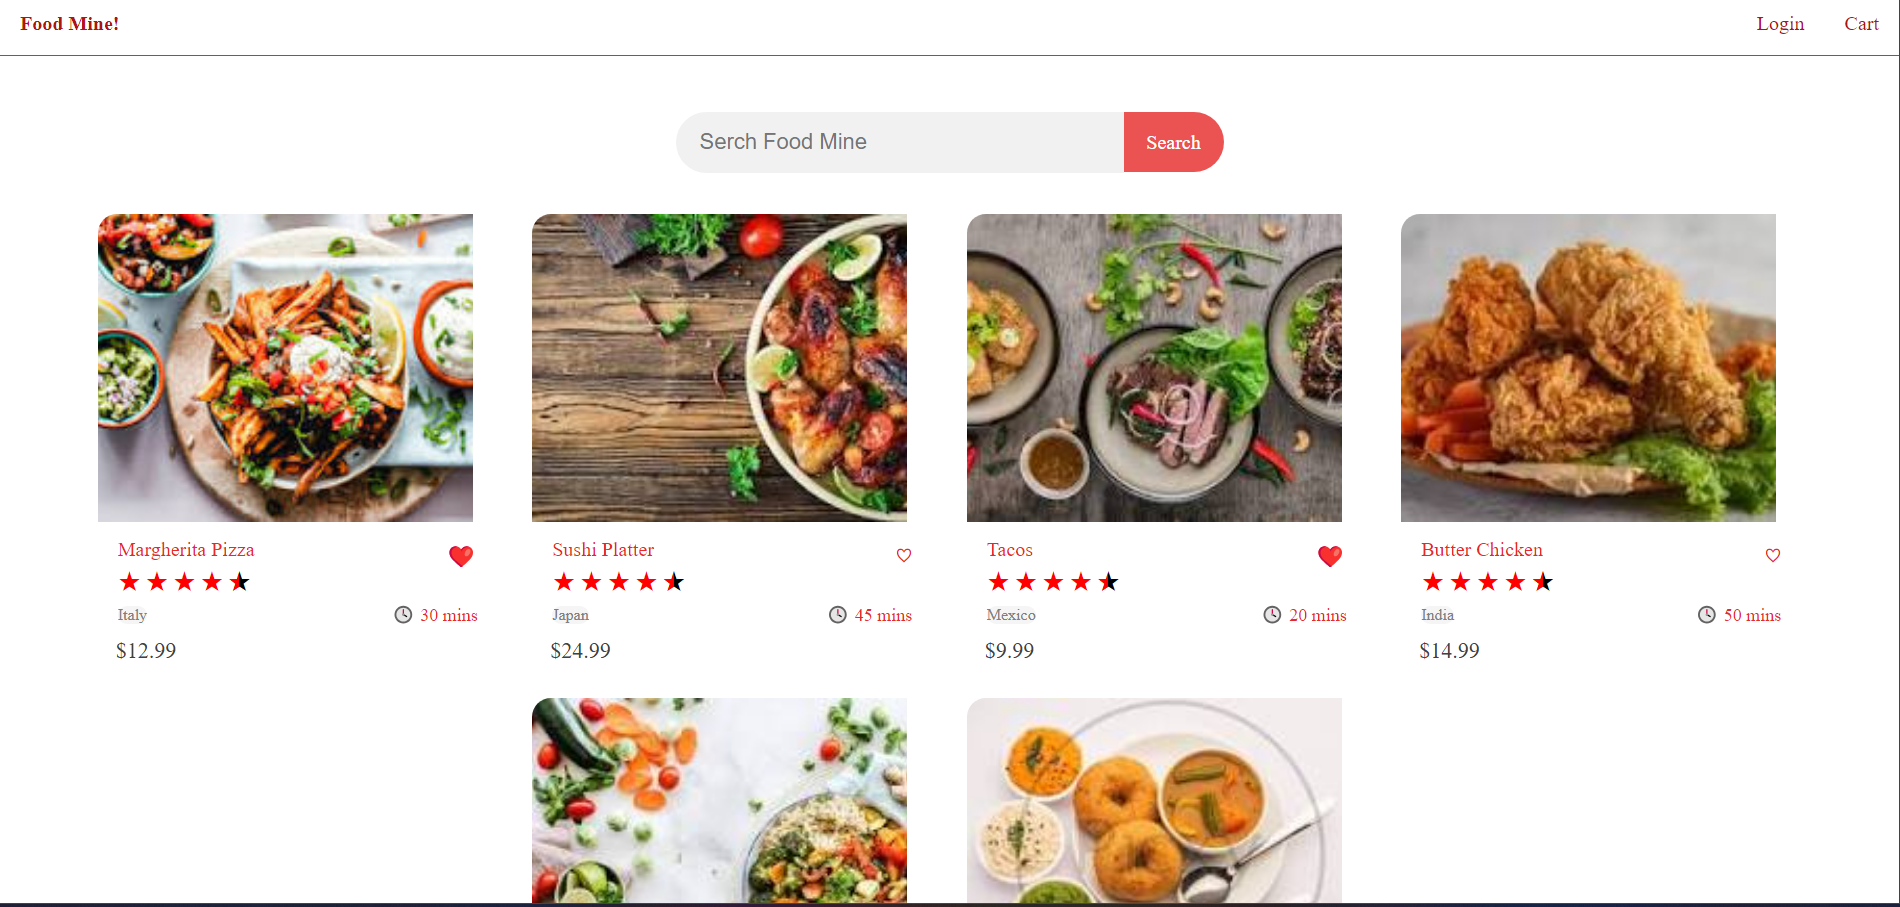 Food Mine!
Login
Cart
Serch Food Mine
Search
Margherita Pizza
Italy
30 mins
$12.99
Sushi Platter
Japan
45 mins
$24.99
Tacos
Mexico
20 mins
$9.99
Butter Chicken
India
50 mins
$14.99